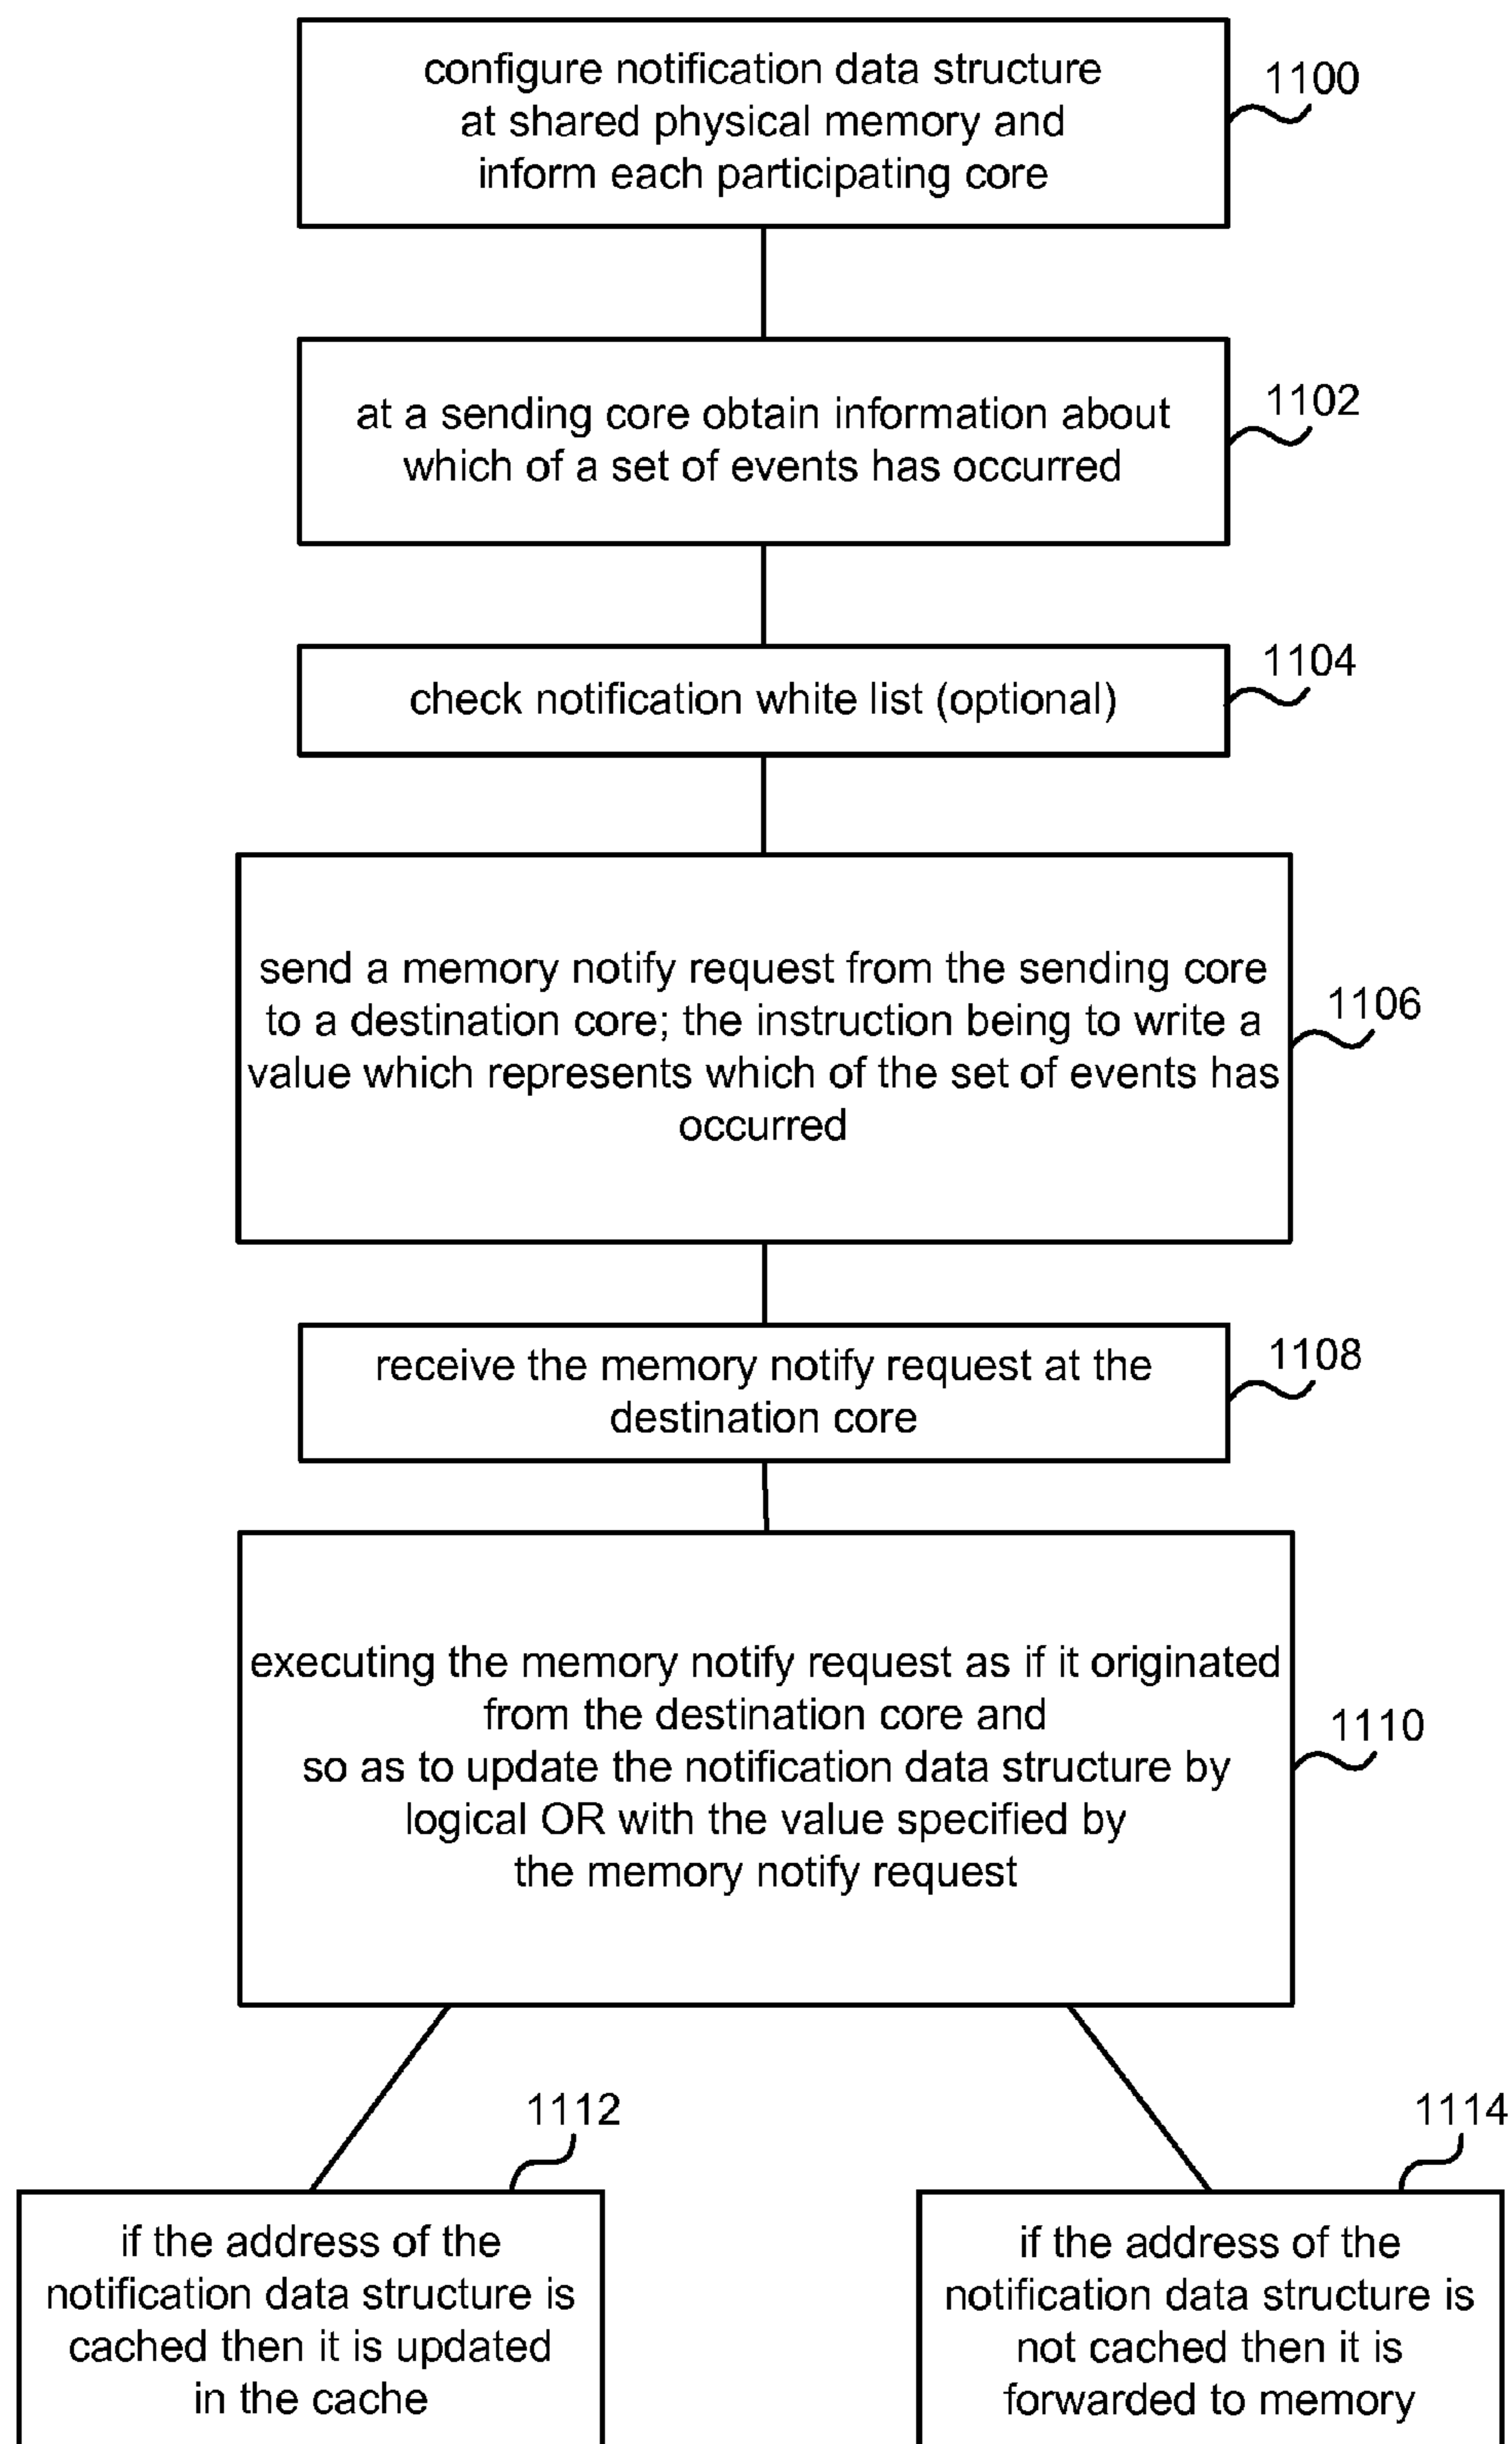 configure notification data structure
at shared physical memory and
inform each participating core
1100
at a sending core obtain information about
which of a set of events has occurred
1102
check notification white list (optional)
1104
send a memory notify request from the sending core
to a destination core; the instruction being to write a
value which represents which of the set of events has
occurred
1106
receive the memory notify request at the
destination core
1108
executing the memory notify request as if it originated
from the destination core and
so as to update the notification data structure by
logical OR with the value specified by
the memory notify request
1110
1112
if the address of the
notification data structure is
cached then it is updated
in the cache
1114
if the address of the
notification data structure is
not cached then it is
forwarded to memory